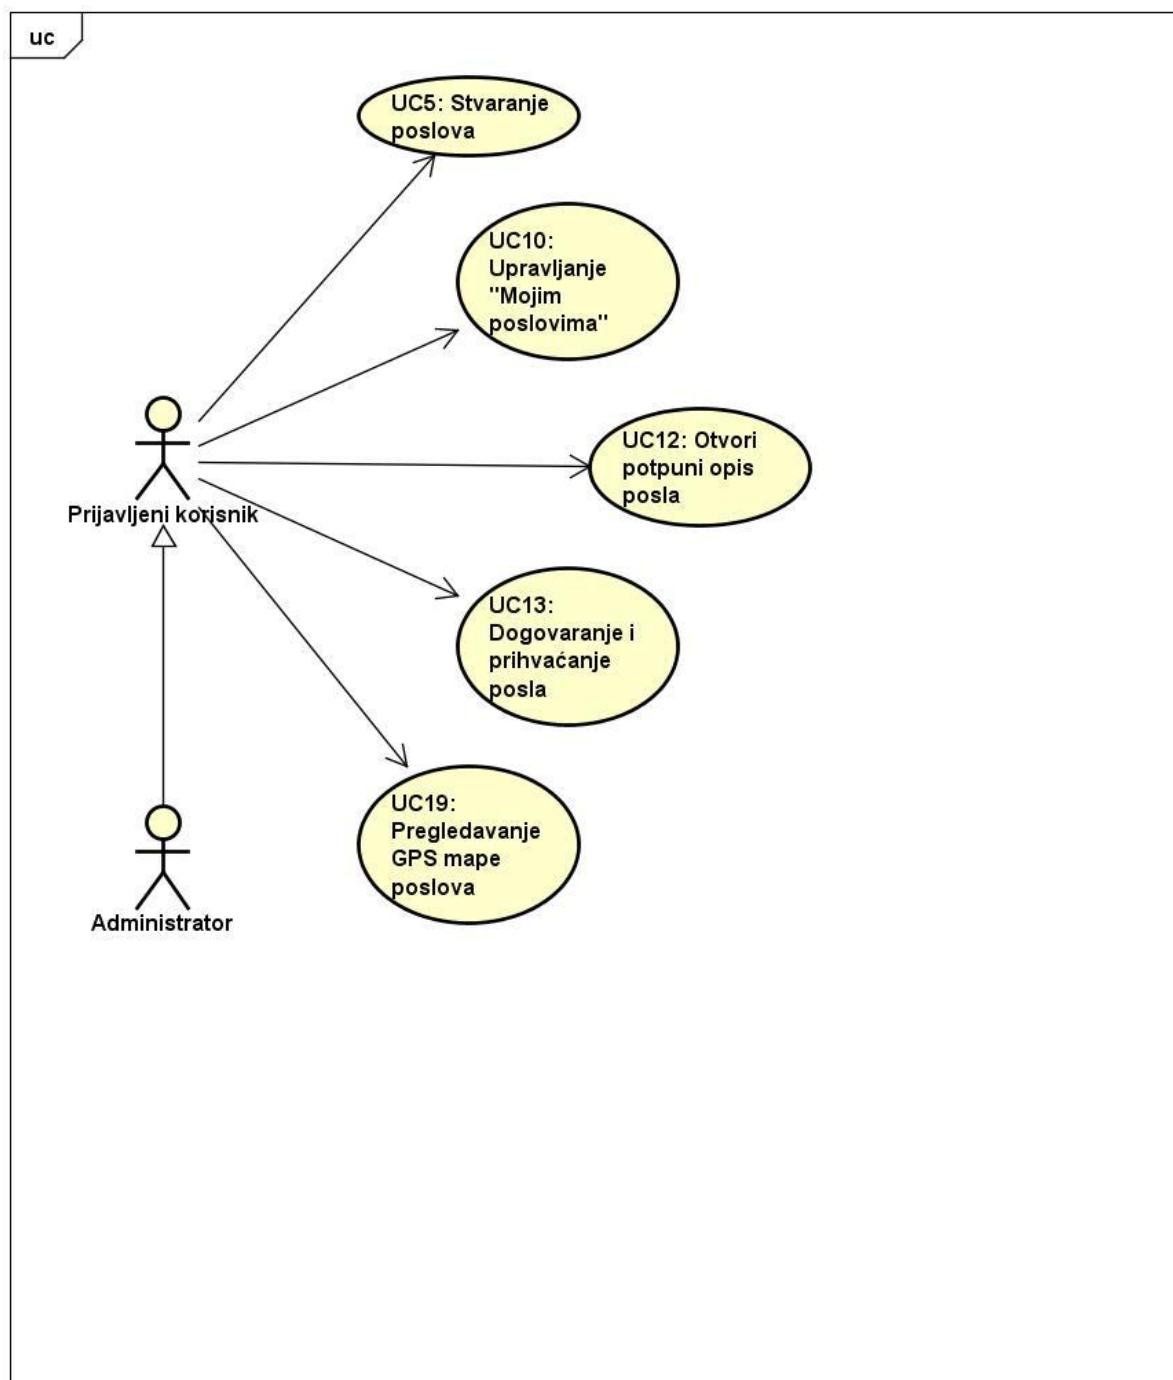 uc
UC5: Stvaranje
poslova
UC10:
Upravljanje
"Mojim
poslovima"
UC12: Otvori
potpuni opis
posla
Prijavljeni korisnik
UC13:
Dogovaranje i
prihvaćanje
posla
UC19:
Pregledavanje
GPS mape
poslova
Administrator